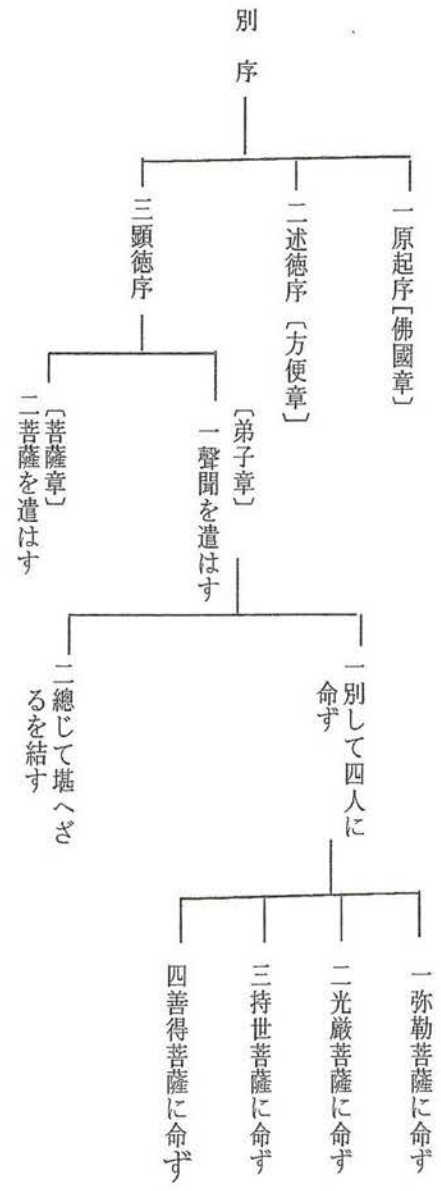 別序
一原起序〔佛國章〕
二述徳序〔方便章〕
三顯徳序
〔弟子章〕
一聲聞を遣はす
〔菩薩章〕
二菩薩を遣はす
一別して四人に
命ず
二總じて堪へざ
るを結す
一弥勒菩薩に命ず
二光厳菩薩に命ず
三持世菩薩に命ず
四善得菩薩に命ず